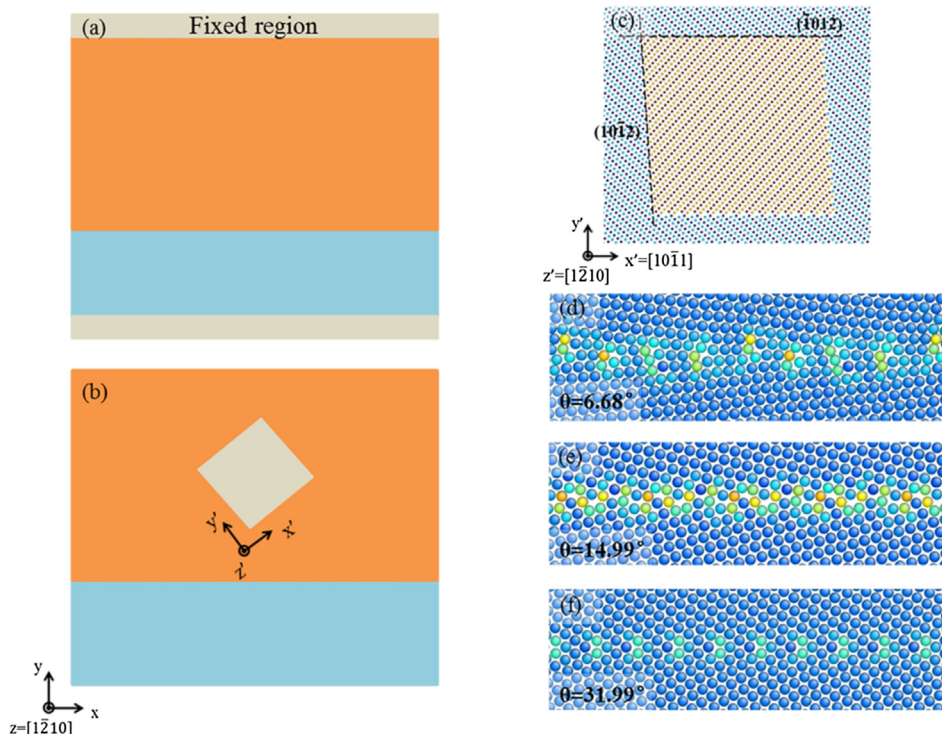 (a)
Fixed region
(b)
y'
x'
z'
y
x
z=[12̄10]
(c)
(1̄012)
(101̄2)
y'
x'=[101̄1]
z'=[12̄10]
(d)
θ=6.68°
(e)
θ=14.99°
(f)
θ=31.99°